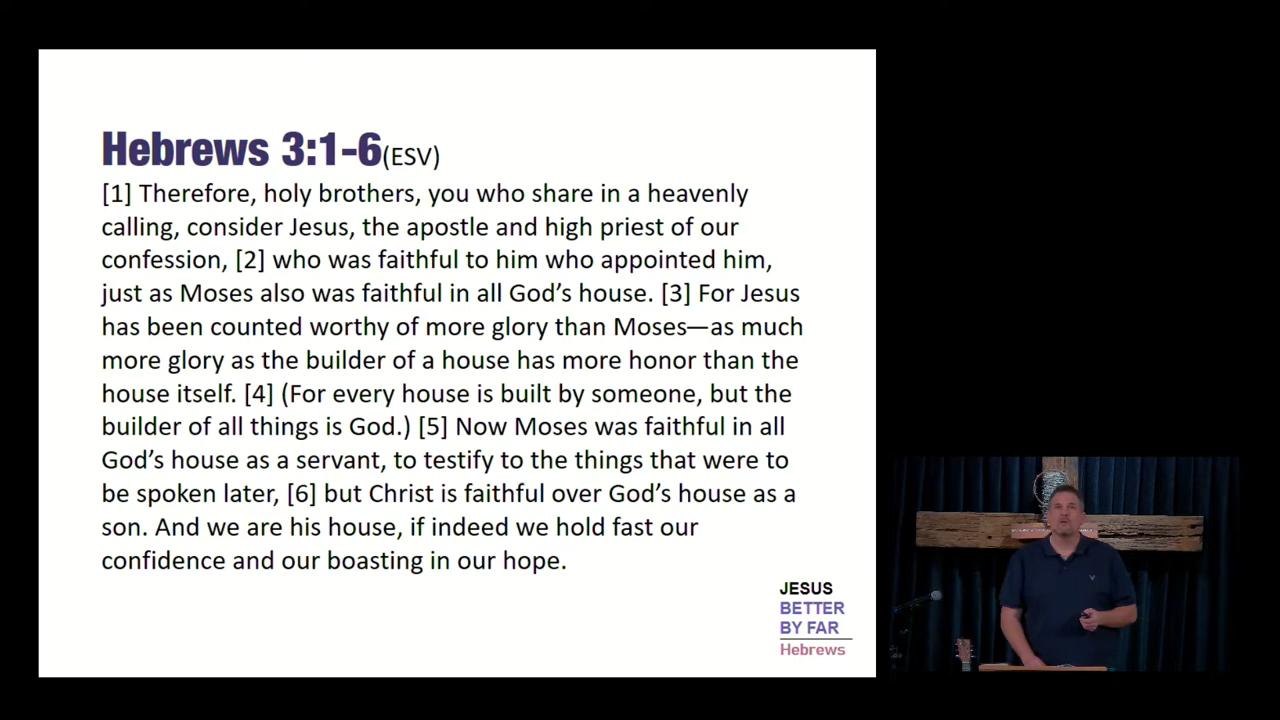 Hebrews 3:1-6(ESV)
[1] Therefore, holy brothers, you who share in a heavenly
calling, consider Jesus, the apostle and high priest of our
confession, [2] who was faithful to him who appointed him,
just as Moses also was faithful in all God’s house. [3] For Jesus
has been counted worthy of more glory than Moses—as much
more glory as the builder of a house has more honor than the
house itself. [4] (For every house is built by someone, but the
builder of all things is God.) [5] Now Moses was faithful in all
God’s house as a servant, to testify to the things that were to
be spoken later, [6] but Christ is faithful over God’s house as a
son. And we are his house, if indeed we hold fast our
confidence and our boasting in our hope.
JESUS
BETTER
BY FAR
Hebrews